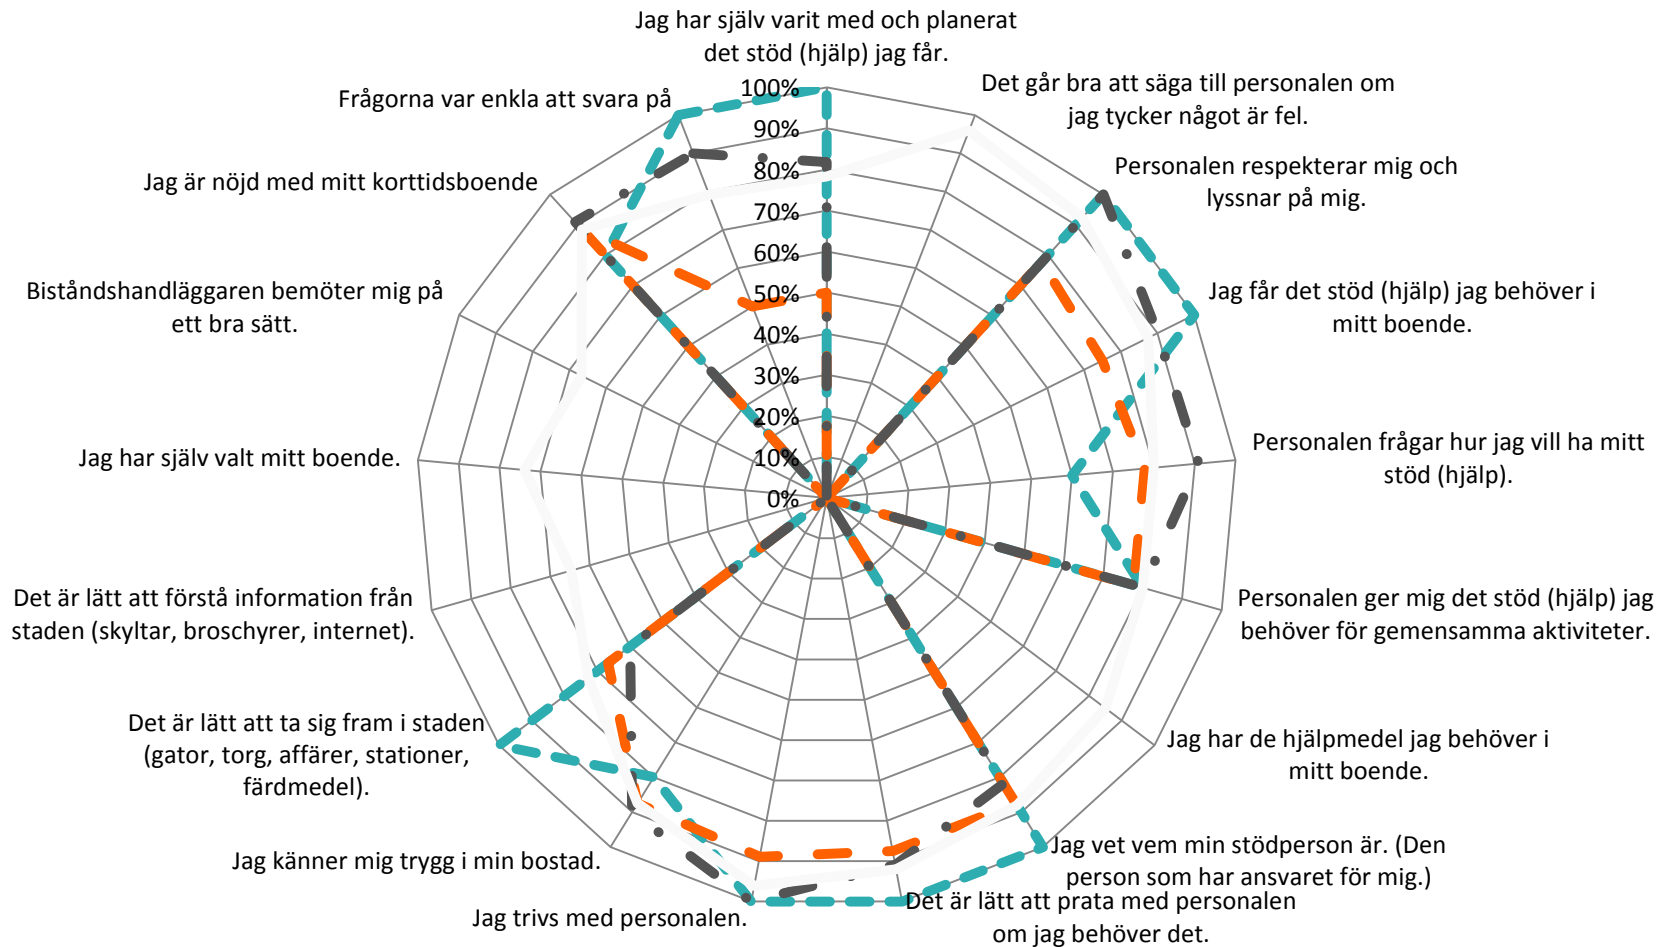 Jag har själv varit med och planerat
det stöd (hjälp) jag får.
Det går bra att säga till personalen om
jag tycker något är fel.
Personalen respekterar mig och
lyssnar på mig.
Jag får det stöd (hjälp) jag behöver i
mitt boende.
Personalen frågar hur jag vill ha mitt
stöd (hjälp).
Personalen ger mig det stöd (hjälp) jag
behöver för gemensamma aktiviteter.
Jag har de hjälpmedel jag behöver i
mitt boende.
Jag vet vem min stödperson är. (Den
person som har ansvaret för mig.)
Det är lätt att prata med personalen
om jag behöver det.
Jag trivs med personalen.
Jag känner mig trygg i min bostad.
Det är lätt att ta sig fram i staden
(gator, torg, affärer, stationer,
färdmedel).
Det är lätt att förstå information från
staden (skyltar, broschyrer, internet).
Jag har själv valt mitt boende.
Biståndshandläggaren bemöter mig på
ett bra sätt.
Jag är nöjd med mitt korttidsboende
Frågorna var enkla att svara på
100%
90%
80%
70%
60%
50%
40%
30%
20%
10%
0%